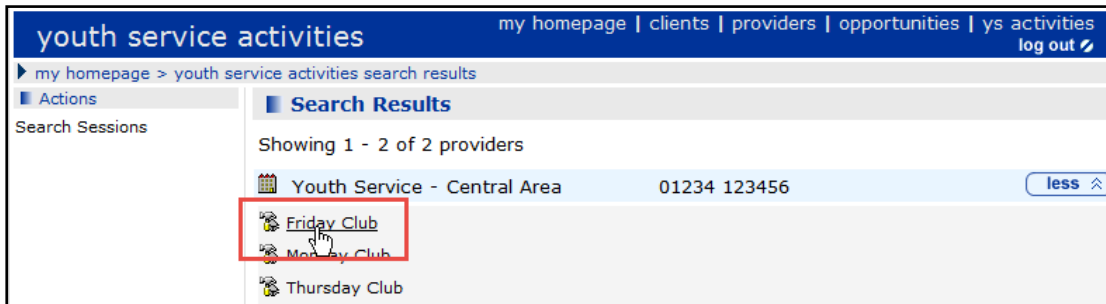 my homepage | clients | providers | opportunities | ys activities
youth service activities
log out
my homepage > youth service activities search results
Actions
Search Results
Search Sessions
Showing 1 - 2 of 2 providers
Youth Service - Central Area 01234 123456 less
Friday Club
Monday Club
Thursday Club